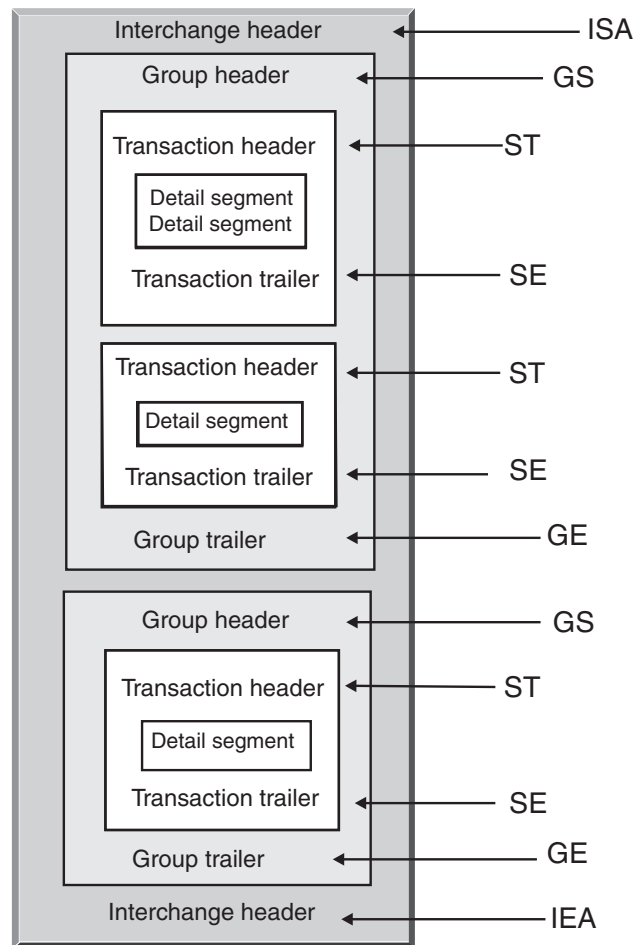 Interchange header ISA
Group header GS
Transaction header ST
Detail segment
Detail segment
Transaction trailer SE
Transaction header ST
Detail segment
Transaction trailer SE
Group trailer GE
Group header GS
Transaction header ST
Detail segment
Transaction trailer SE
Group trailer GE
Interchange header IEA